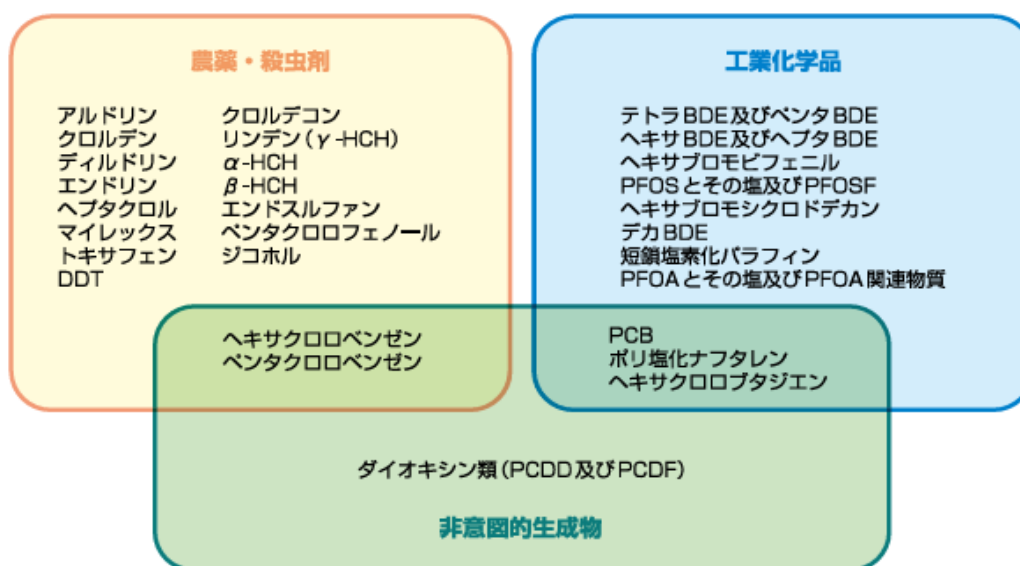 農薬・殺虫剤
アルドリン
クロルデン
ディルドリン
エンドリン
ヘプタクロル
マイレックス
トキサフェン
DDT
クロルデコン
リンデン(γ-HCH)
α-HCH
β-HCH
エンドスルファン
ペンタクロロフェノール
ジコホル
工業化学品
テトラBDE及びペンタBDE
ヘキサBDE及びヘプタBDE
ヘキサブロモビフェニル
PFOSとその塩及びPFOSF
ヘキサブロモシクロドデカン
デカBDE
短鎖塩素化パラフィン
PFOAとその塩及びPFOA関連物質
ヘキサクロロベンゼン
ペンタクロロベンゼン
PCB
ポリ塩化ナフタレン
ヘキサクロロブタジエン
ダイオキシン類(PCDD及びPCDF)
非意図的生成物